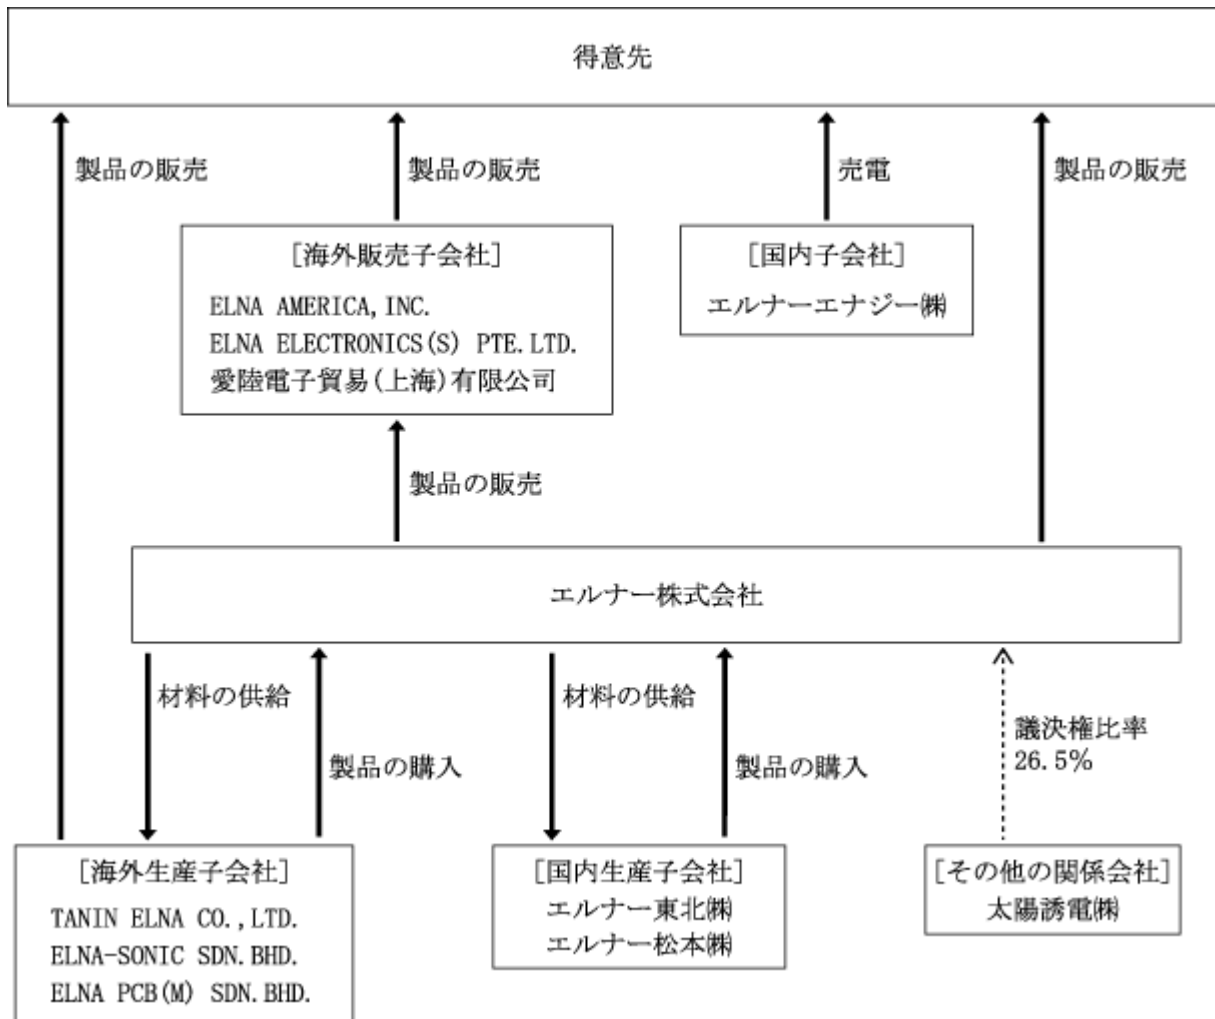 得意先
製品の販売
製品の販売
売電
製品の販売
[海外販売子会社]
ELNA AMERICA,INC.
ELNA ELECTRONICS(S) PTE.LTD.
愛陸電子貿易(上海)有限公司
[国内子会社]
エルナーエナジー㈱
製品の販売
エルナー株式会社
材料の供給
製品の購入
材料の供給
製品の購入
議決権比率
26.5%
[海外生産子会社]
TANIN ELNA CO.,LTD.
ELNA-SONIC SDN.BHD.
ELNA PCB(M) SDN.BHD.
[国内生産子会社]
エルナー東北㈱
エルナー松本㈱
[その他の関係会社]
太陽誘電㈱